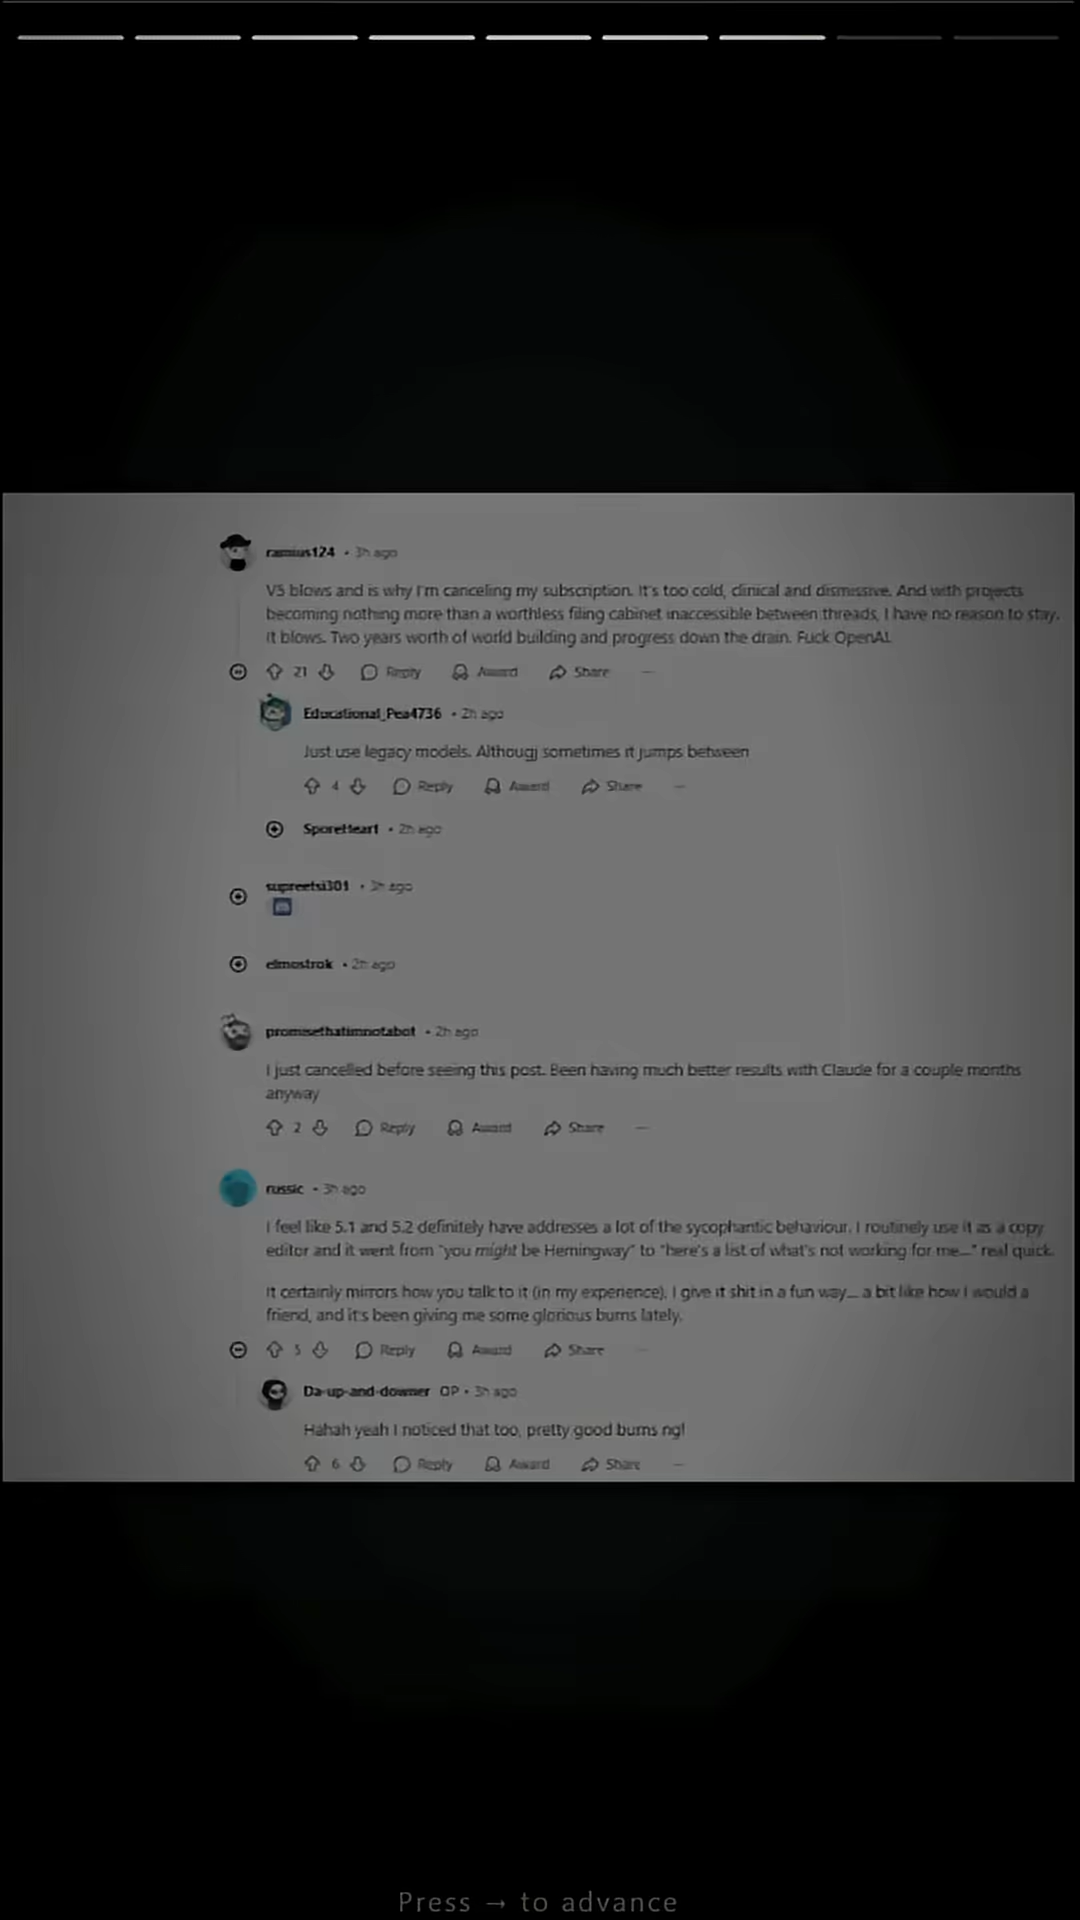 ramius124 • 3h ago
V5 blows and is why I'm canceling my subscription. It's too cold, clinical and dismissive. And with projects
becoming nothing more than a worthless filing cabinet inaccessible between threads, I have no reason to stay.
It blows. Two years worth of world building and progress down the drain. Fuck OpenAI.
21 Reply Award Share
Educational_Pea4736 • 2h ago
Just use legacy models. Althougj sometimes it jumps between
4 Reply Award Share
SporeHeart • 2h ago
supreetsi301 • 3h ago
elmostrok • 2h ago
promisethatimnotabot • 2h ago
I just cancelled before seeing this post. Been having much better results with Claude for a couple months
anyway
2 Reply Award Share
russic • 3h ago
I feel like 5.1 and 5.2 definitely have addresses a lot of the sycophantic behaviour. I routinely use it as a copy
editor and it went from "you might be Hemingway" to "here's a list of what's not working for me..." real quick.
It certainly mirrors how you talk to it (in my experience). I give it shit in a fun way... a bit like how I would a
friend, and it's been giving me some glorious burns lately.
5 Reply Award Share
Da-up-and-downer OP • 3h ago
Hahah yeah I noticed that too, pretty good burns ngl
6 Reply Award Share
Press → to advance